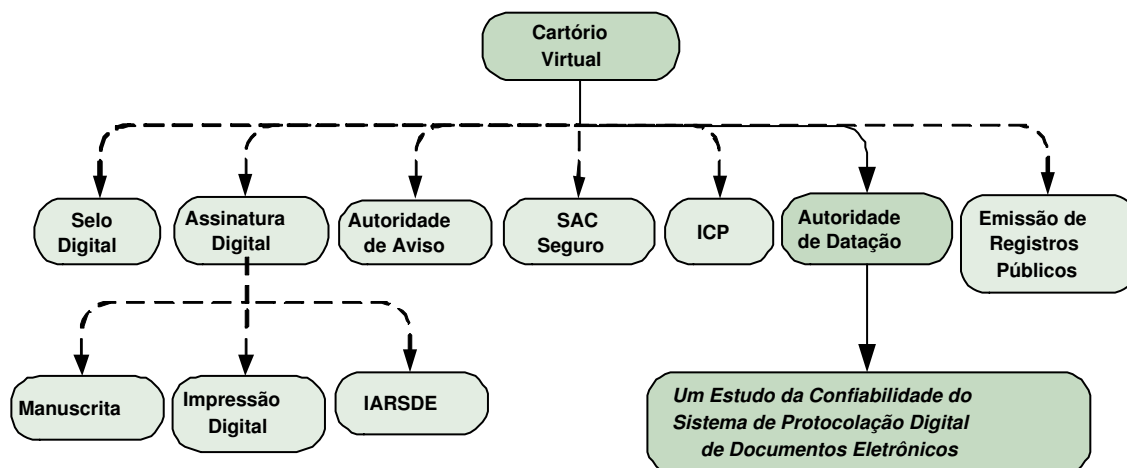 Cartório
Virtual
Selo
Digital
Assinatura
Digital
Autoridade
de Aviso
SAC
Seguro
ICP
Autoridade
de Datação
Emissão de
Registros
Públicos
Manuscrita
Impressão
Digital
IARSDE
Um Estudo da Confiabilidade do
Sistema de Protocolação Digital
de Documentos Eletrônicos